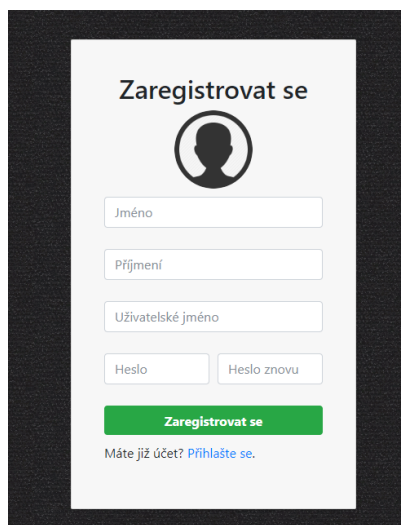 Zaregistrovat se
Jméno
Příjmení
Uživatelské jméno
Heslo Heslo znovu
Zaregistrovat se
Máte již účet? Přihlašte se.